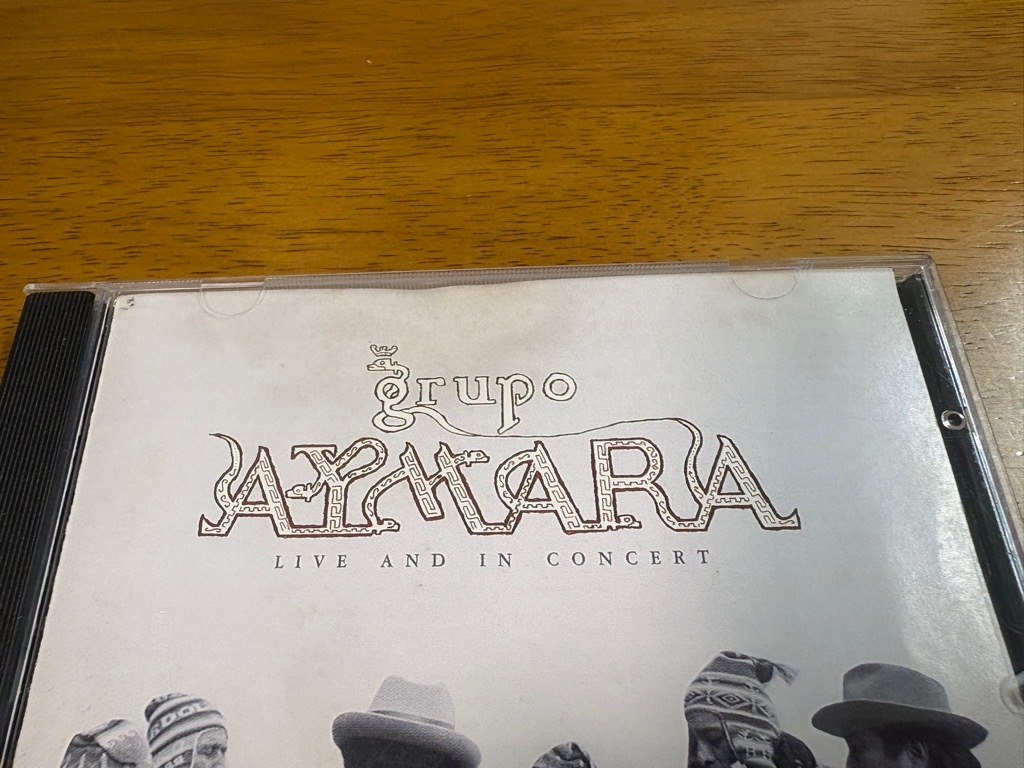 grupo
AYMARA
LIVE AND IN CONCERT